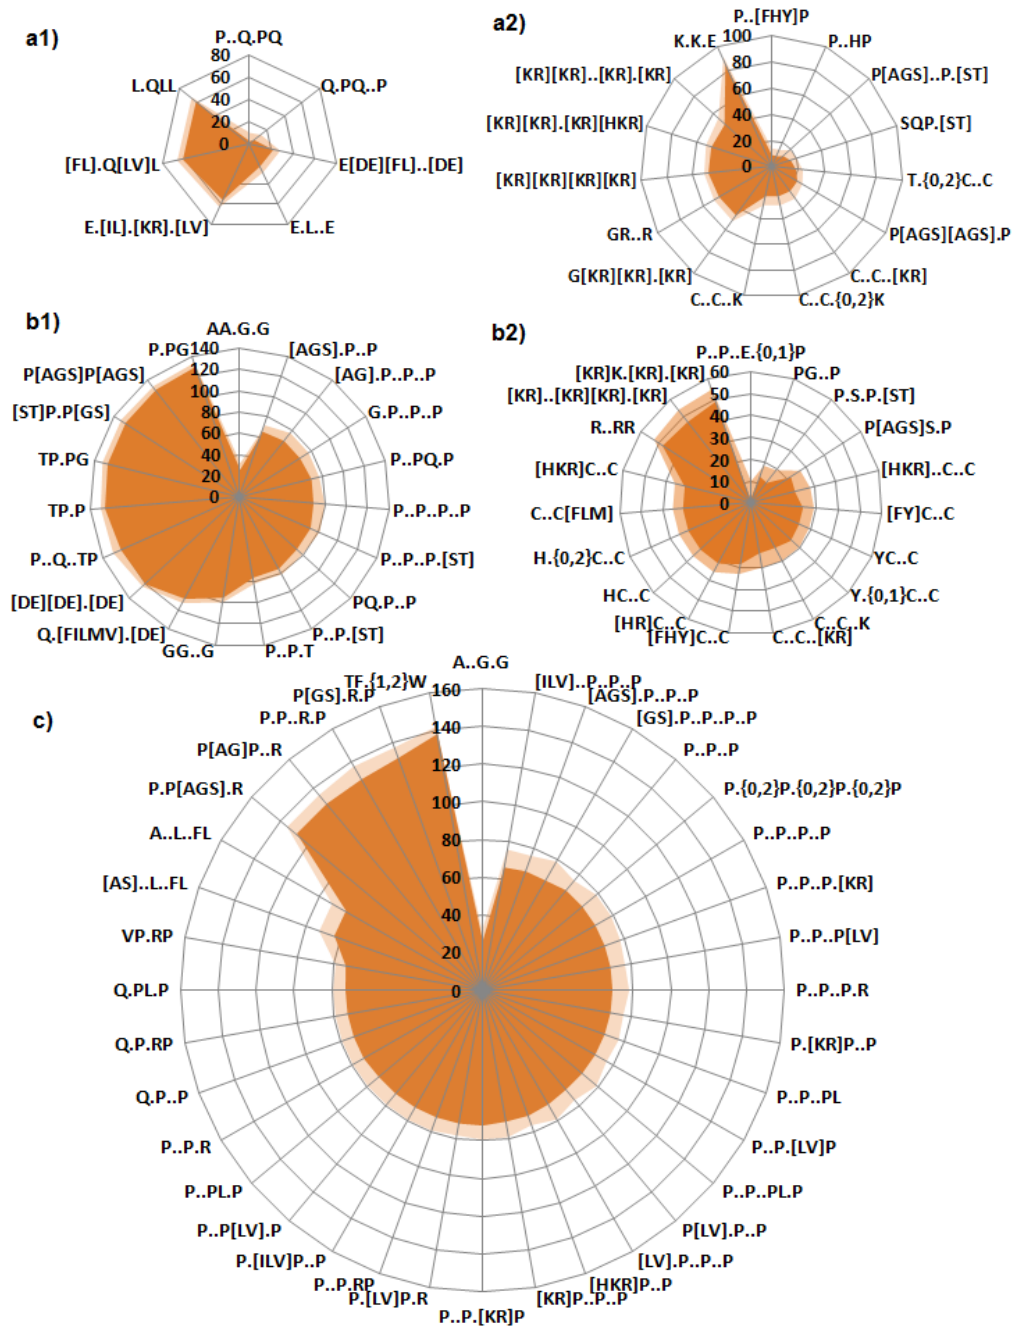 a1)
P..Q.PQ
Q.PQ..P
E[DE][FL]..[DE]
E.L..E
E.[IL].[KR].[LV]
[FL].Q[LV]L
L.QLL
80
60
40
20
0
a2)
P..[FHY]P
P..HP
P[AGS]..P.[ST]
SQP.[ST]
T.{0,2}C..C
P[AGS][AGS].P
C..C..[KR]
C..C.{0,2}K
C..C..K
G[KR][KR].[KR]
GR..R
[KR][KR][KR][KR]
[KR][KR].[KR][HKR]
[KR][KR]..[KR].[KR]
K.K.E
100
80
60
40
20
0
b1)
AA.G.G
[AGS].P..P
[AG].P..P..P
G.P..P..P
P..PQ.P
P..P..P..P
P..P..P.[ST]
PQ.P..P
P..P.[ST]
P..P.T
GG..G
Q.[FILMV].[DE]
[DE][DE].[DE]
P..Q..TP
TP.P
TP.PG
[ST]P.P[GS]
P[AGS]P[AGS]
P.PG
140
120
100
80
60
40
20
0
b2)
P..P..E.{0,1}P
PG..P
P.S.P.[ST]
P[AGS]S.P
[HKR]..C..C
[FY]C..C
YC..C
Y.{0,1}C..C
C..C..K
C..C..[KR]
[FHY]C..C
[HR]C..C
HC..C
H.{0,2}C..C
C..C[FLM]
[HKR]C..C
R..RR
[KR]..[KR][KR].[KR]
[KR]K.[KR].[KR]
60
50
40
30
20
10
0
c)
A..G.G
[ILV]..P..P..P
[AGS].P..P..P
[GS].P..P..P..P
P..P..P
P.{0,2}P.{0,2}P.{0,2}P
P..P..P..P
P..P..P.[KR]
P..P..P[LV]
P..P..P.R
P.[KR]P..P
P..P..PL
P..P.[LV]P
P..P..PL.P
P[LV].P..P
[LV].P..P..P
[HKR]P..P
[KR]P..P..P
P..P.[KR]P
P.[LV]P.R
P..P.RP
P.[ILV]P..P
P..P[LV].P
P..PL.P
P..P.R
Q.P..P
Q.P.RP
Q.PL.P
VP.RP
[AS]..L..FL
A..L..FL
P.P[AGS].R
P[AG]P..R
P.P..R.P
P[GS].R.P
TF.{1,2}W
160
140
120
100
80
60
40
20
0